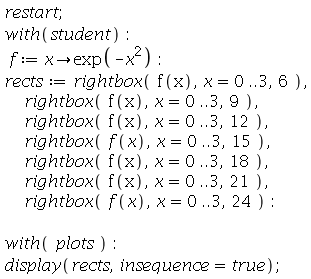 restart;
with(student) :
f := x → exp(−x²) :
rects := rightbox( f(x), x = 0 ..3, 6 ),
rightbox( f(x), x = 0 ..3, 9 ),
rightbox( f(x), x = 0 ..3, 12 ),
rightbox( f(x), x = 0 ..3, 15 ),
rightbox( f(x), x = 0 ..3, 18 ),
rightbox( f(x), x = 0 ..3, 21 ),
rightbox( f(x), x = 0 ..3, 24 ) :
with( plots ) :
display(rects, insequence = true);